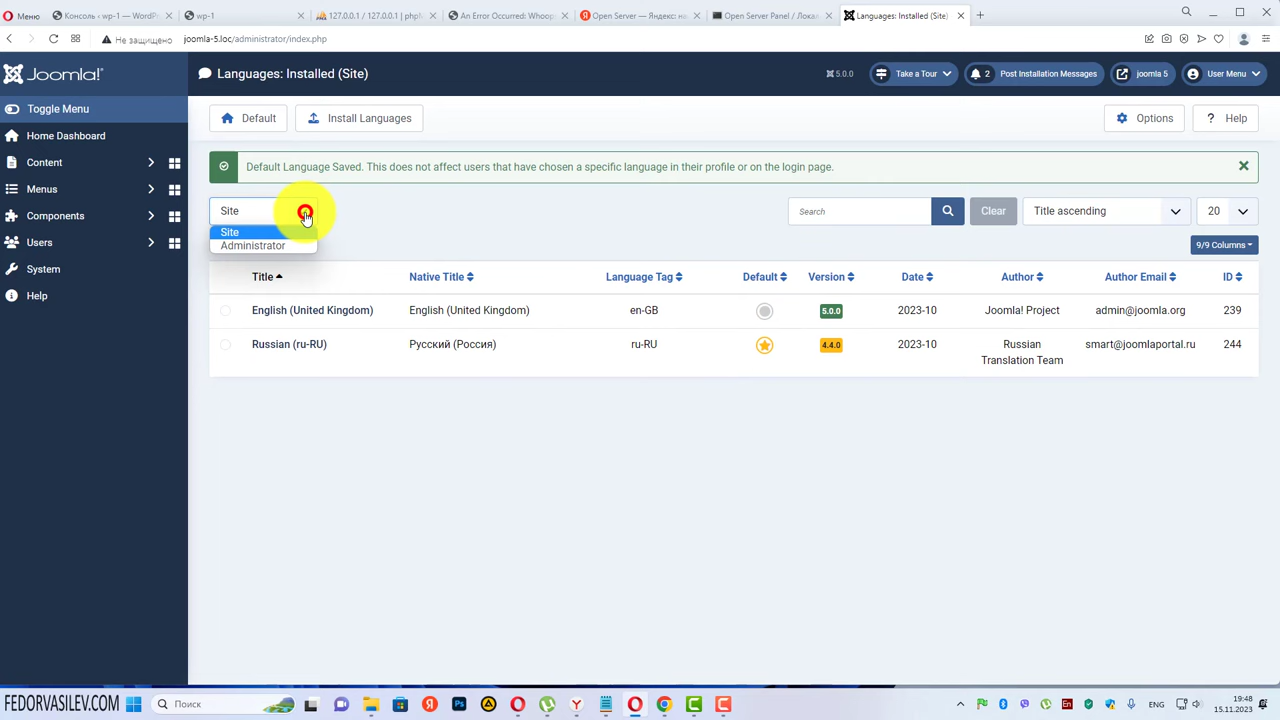 Меню
Консоль ‹ wp-1 — WordP
wp-1
127.0.0.1 / 127.0.0.1 | php
An Error Occurred: Whoop
Open Server — Яндекс: на
Open Server Panel / Лока
Languages: Installed (Site)
Не защищено
joomla-5.loc/administrator/index.php
Joomla!
Languages: Installed (Site)
5.0.0
Take a Tour
2
Post Installation Messages
joomla 5
User Menu
Toggle Menu
Home Dashboard
Content
Menus
Components
Users
System
Help
Default
Install Languages
Options
? Help
Default Language Saved. This does not affect users that have chosen a specific language in their profile or on the login page.
Site
Site
Administrator
Search
Clear
Title ascending
20
9/9 Columns
Title Native Title Language Tag Default Version Date Author Author Email ID
English (United Kingdom) English (United Kingdom) en-GB 5.0.0 2023-10 Joomla! Project admin@joomla.org 239
Russian (ru-RU) Русский (Россия) ru-RU 4.4.0 2023-10 Russian smart@joomlaportal.ru 244
Translation Team
FEDORVASILEV.COM
Поиск
ENG
19:48
15.11.2023